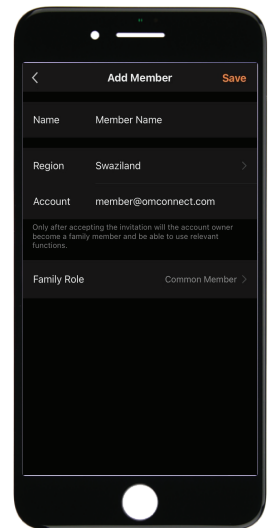 Add Member
Save
Name Member Name
Region Swaziland
Account member@omconnect.com
Only after accepting the invitation will the account owner
become a family member and be able to use relevant
functions.
Family Role Common Member